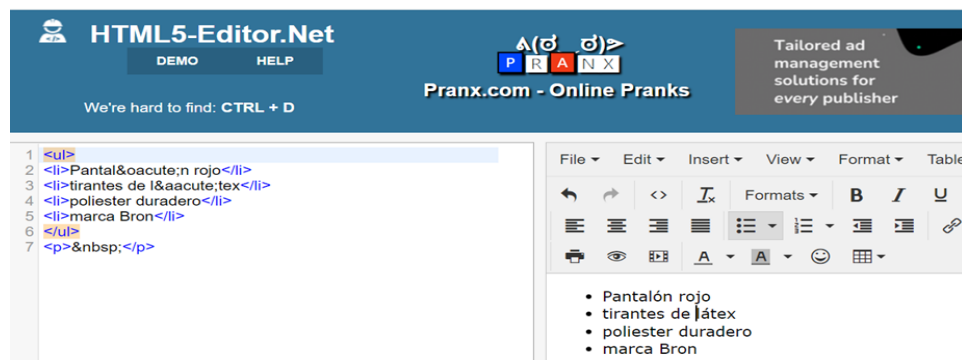 HTML5-Editor.Net
DEMO HELP
We're hard to find: CTRL + D
PRANX
Pranx.com - Online Pranks
Tailored ad
management
solutions for
every publisher
1 <ul>
2 <li>Pantal&oacute;n rojo</li>
3 <li>tirantes de l&aacute;tex</li>
4 <li>poliester duradero</li>
5 <li>marca Bron</li>
6 </ul>
7 <p>&nbsp;</p>
File Edit Insert View Format Table
Formats B I U
A A
• Pantalón rojo
• tirantes de látex
• poliester duradero
• marca Bron